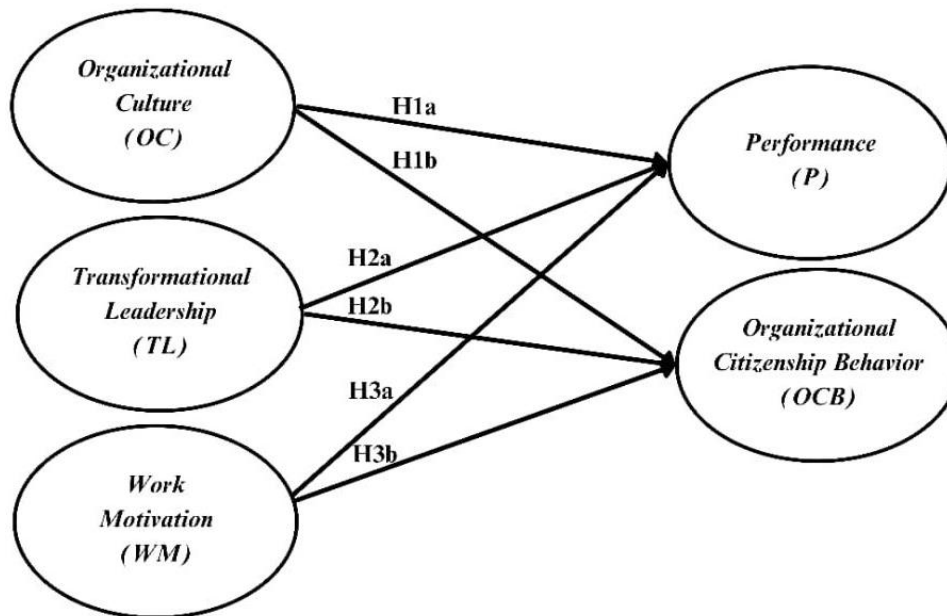 Organizational
Culture
(OC)
Transformational
Leadership
(TL)
Work
Motivation
(WM)
H1a
H1b
H2a
H2b
H3a
H3b
Performance
(P)
Organizational
Citizenship Behavior
(OCB)